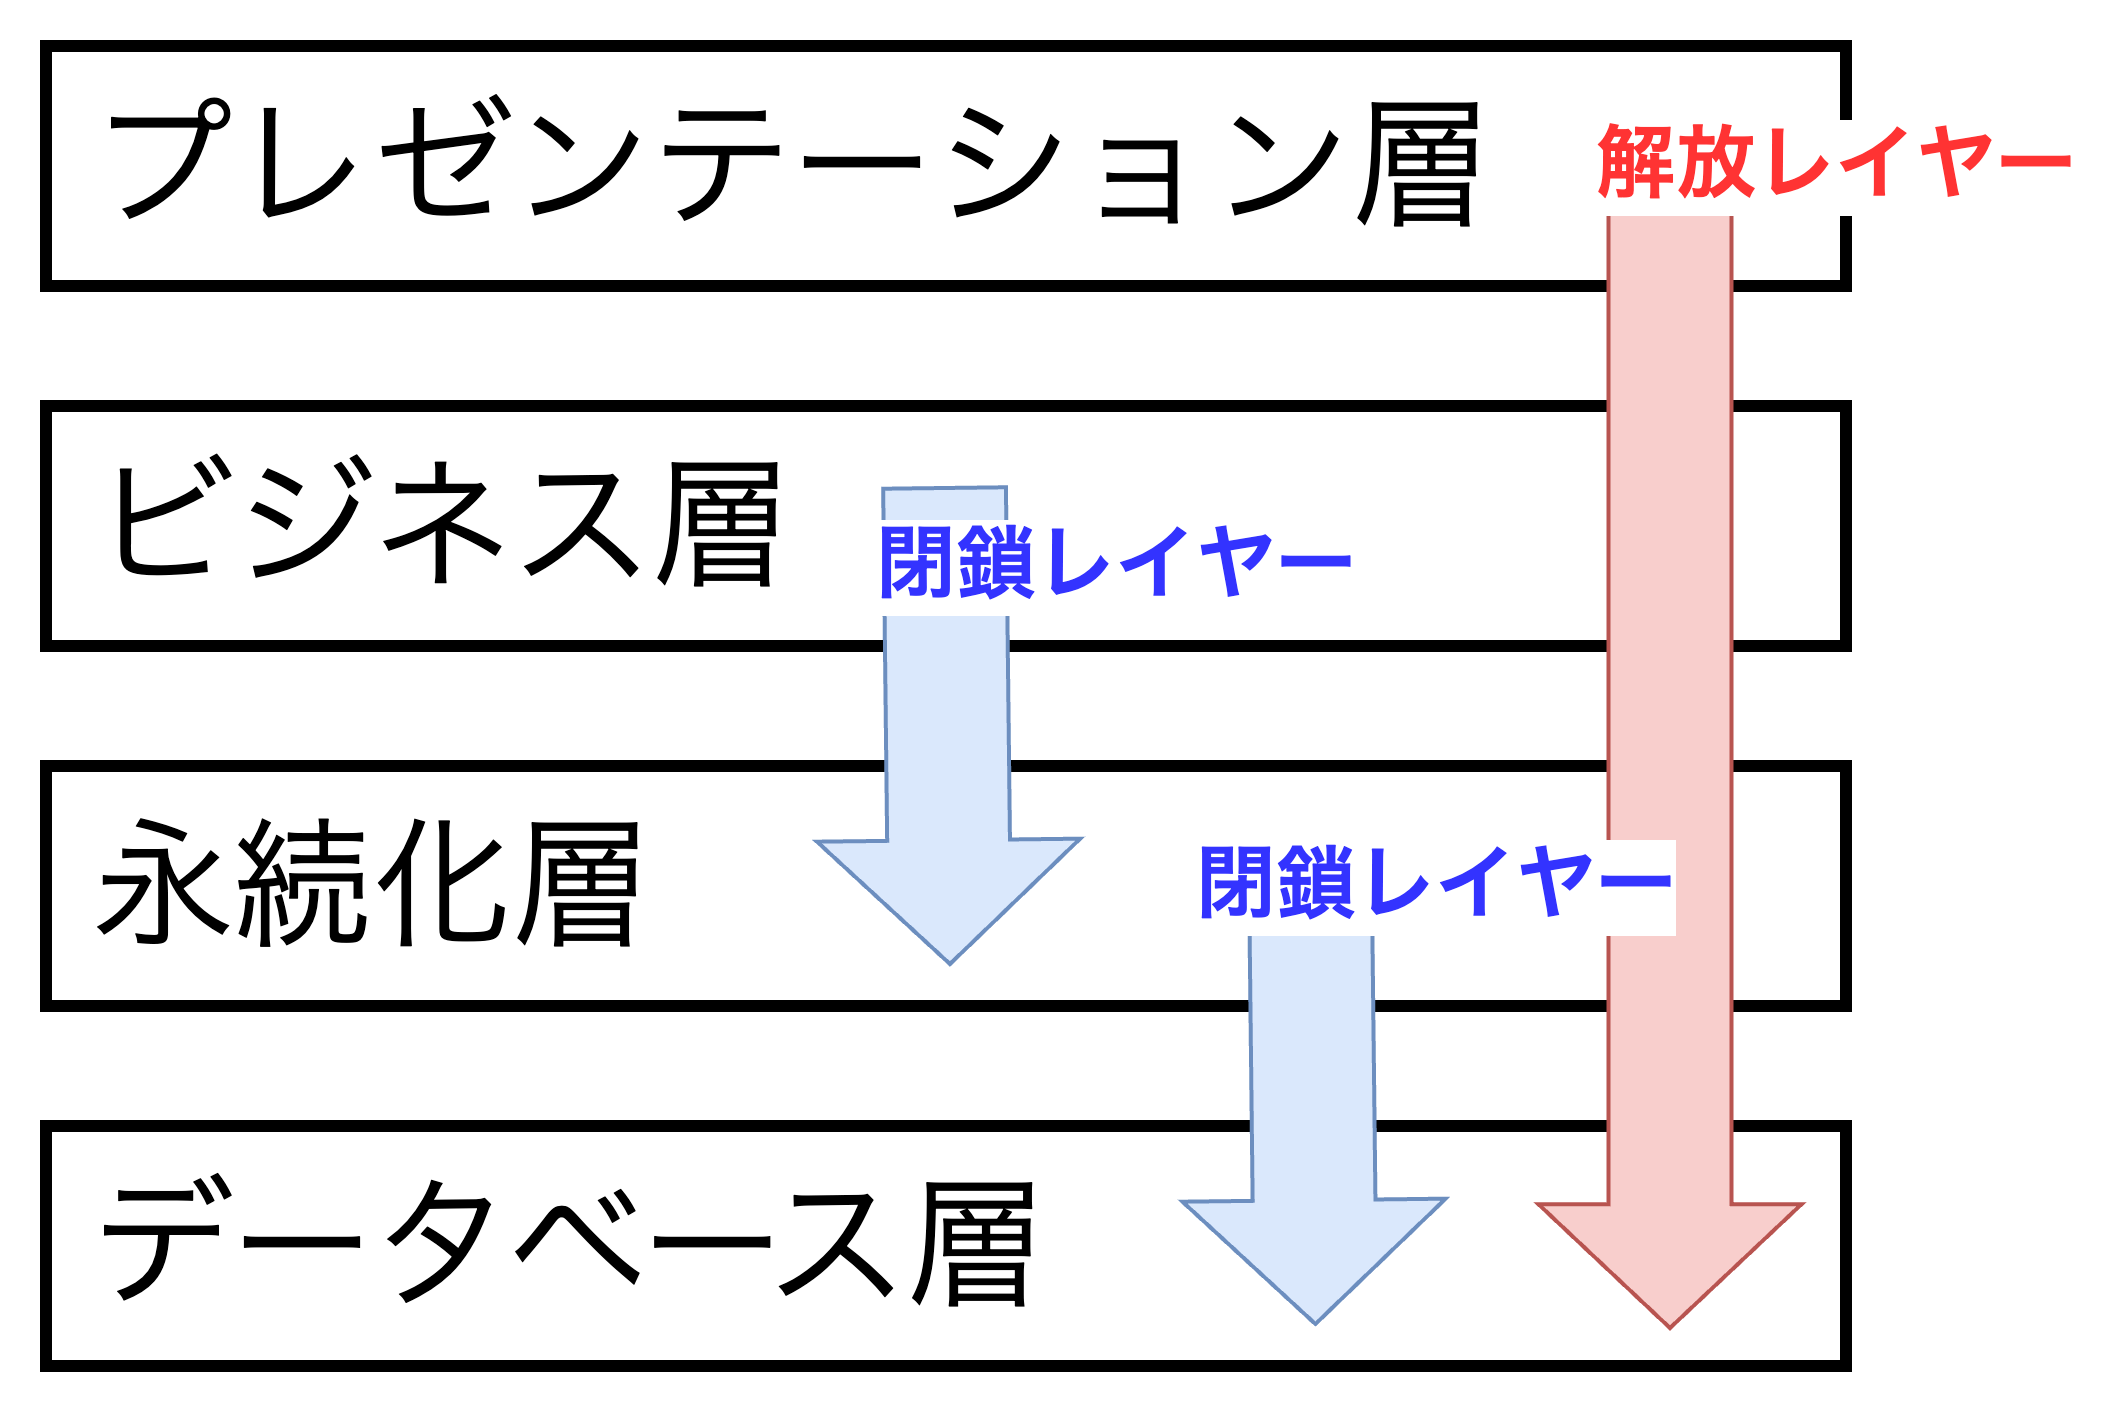 プレゼンテーション層
解放レイヤー
ビジネス層
閉鎖レイヤー
永続化層
閉鎖レイヤー
データベース層